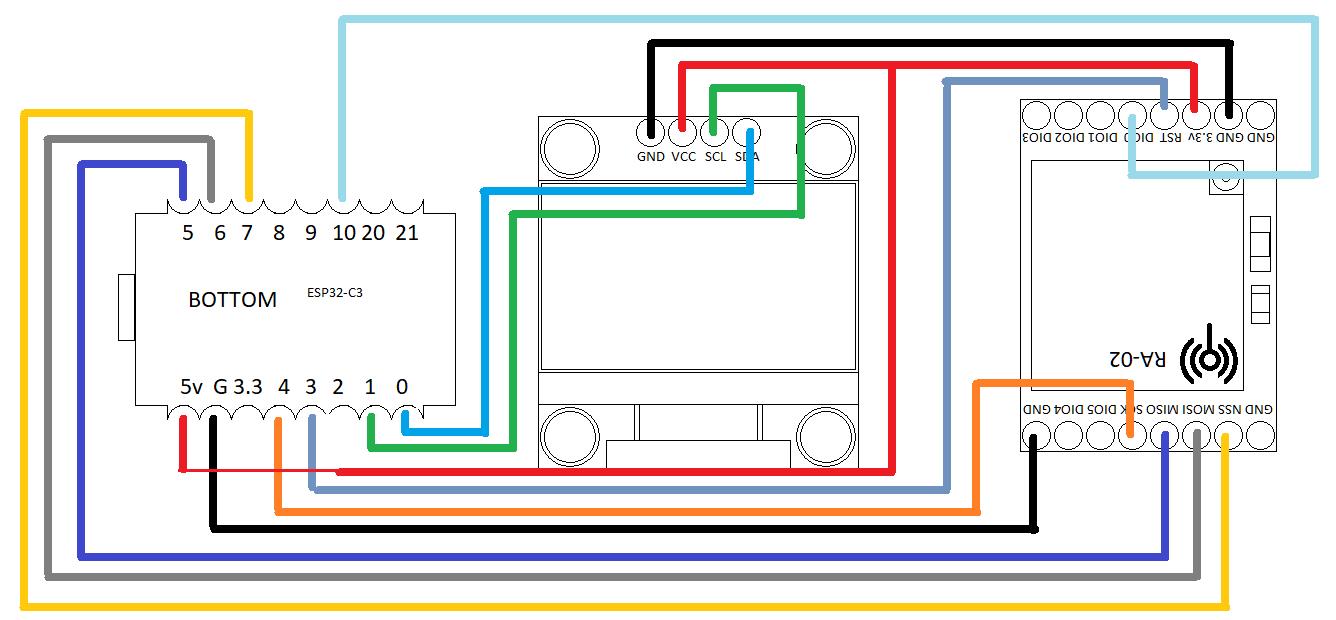 GND VCC SCL SDA
DIO3 DIO2 DIO1 DIO0 RST 3.3v GND GND
5 6 7 8 9 10 20 21
BOTTOM ESP32-C3
RA-02
5v G 3.3 4 3 2 1 0
GND DIO4 DIO5 SCK MISO MOSI NSS GND